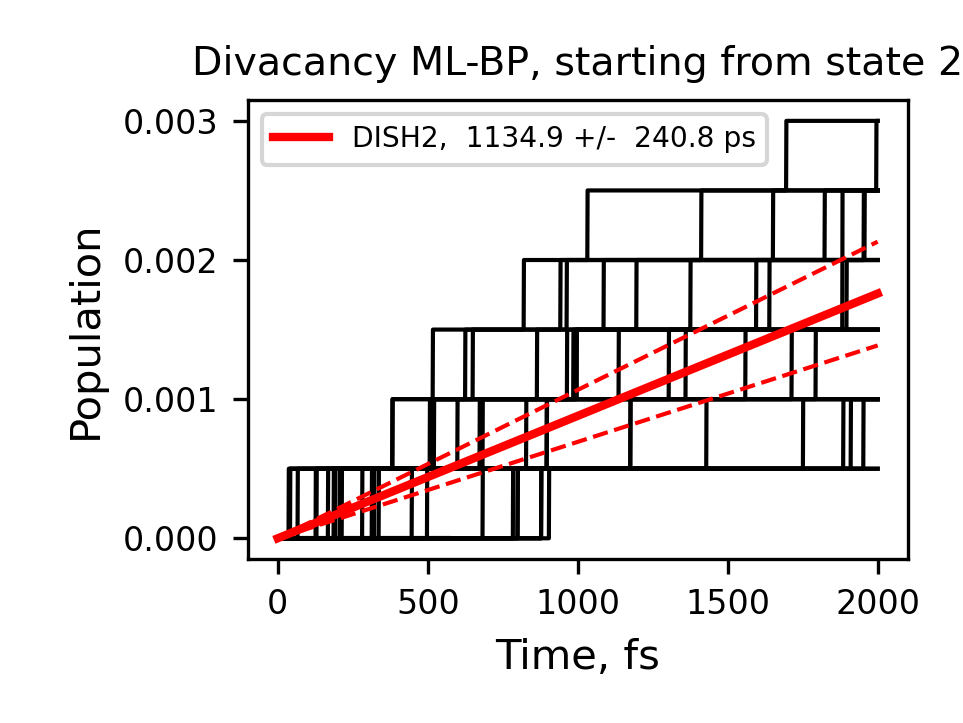 Divacancy ML-BP, starting from state 2
DISH2,  1134.9 +/-  240.8 ps
Population
0.003
0.002
0.001
0.000
0
500
1000
1500
2000
Time, fs